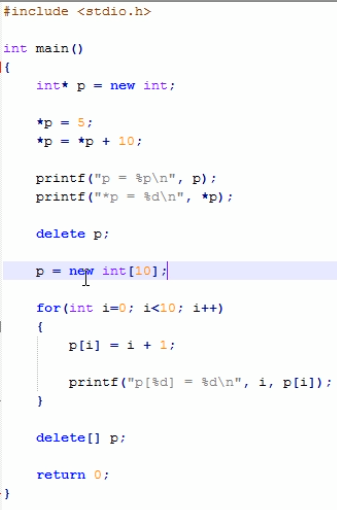 #include <stdio.h>
int main()
{
int* p = new int;
*p = 5;
*p = *p + 10;
printf("p = %p\n", p);
printf("*p = %d\n", *p);
delete p;
p = new int[10];
for(int i=0; i<10; i++)
{
p[i] = i + 1;
printf("p[%d] = %d\n", i, p[i]);
}
delete[] p;
return 0;
}